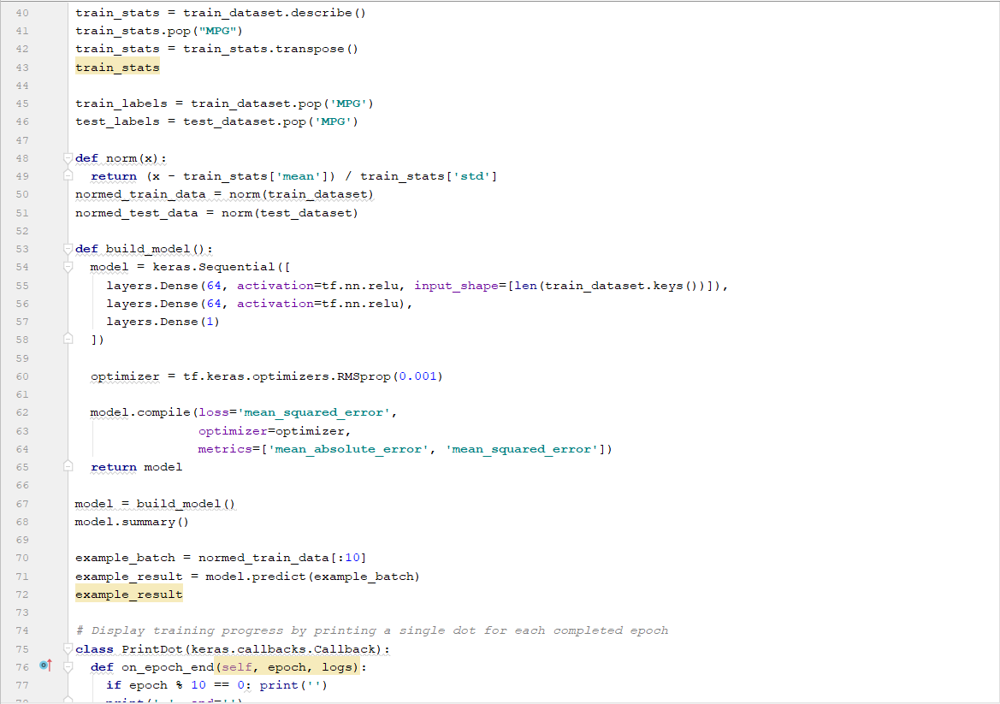 40 train_stats = train_dataset.describe()
41 train_stats.pop("MPG")
42 train_stats = train_stats.transpose()
43 train_stats
44
45 train_labels = train_dataset.pop('MPG')
46 test_labels = test_dataset.pop('MPG')
47
48 def norm(x):
49   return (x - train_stats['mean']) / train_stats['std']
50 normed_train_data = norm(train_dataset)
51 normed_test_data = norm(test_dataset)
52
53 def build_model():
54   model = keras.Sequential([
55     layers.Dense(64, activation=tf.nn.relu, input_shape=[len(train_dataset.keys())]),
56     layers.Dense(64, activation=tf.nn.relu),
57     layers.Dense(1)
58   ])
59
60   optimizer = tf.keras.optimizers.RMSprop(0.001)
61
62   model.compile(loss='mean_squared_error',
63                 optimizer=optimizer,
64                 metrics=['mean_absolute_error', 'mean_squared_error'])
65   return model
66
67 model = build_model()
68 model.summary()
69
70 example_batch = normed_train_data[:10]
71 example_result = model.predict(example_batch)
72 example_result
73
74 # Display training progress by printing a single dot for each completed epoch
75 class PrintDot(keras.callbacks.Callback):
76   def on_epoch_end(self, epoch, logs):
77     if epoch % 10 == 0: print('')